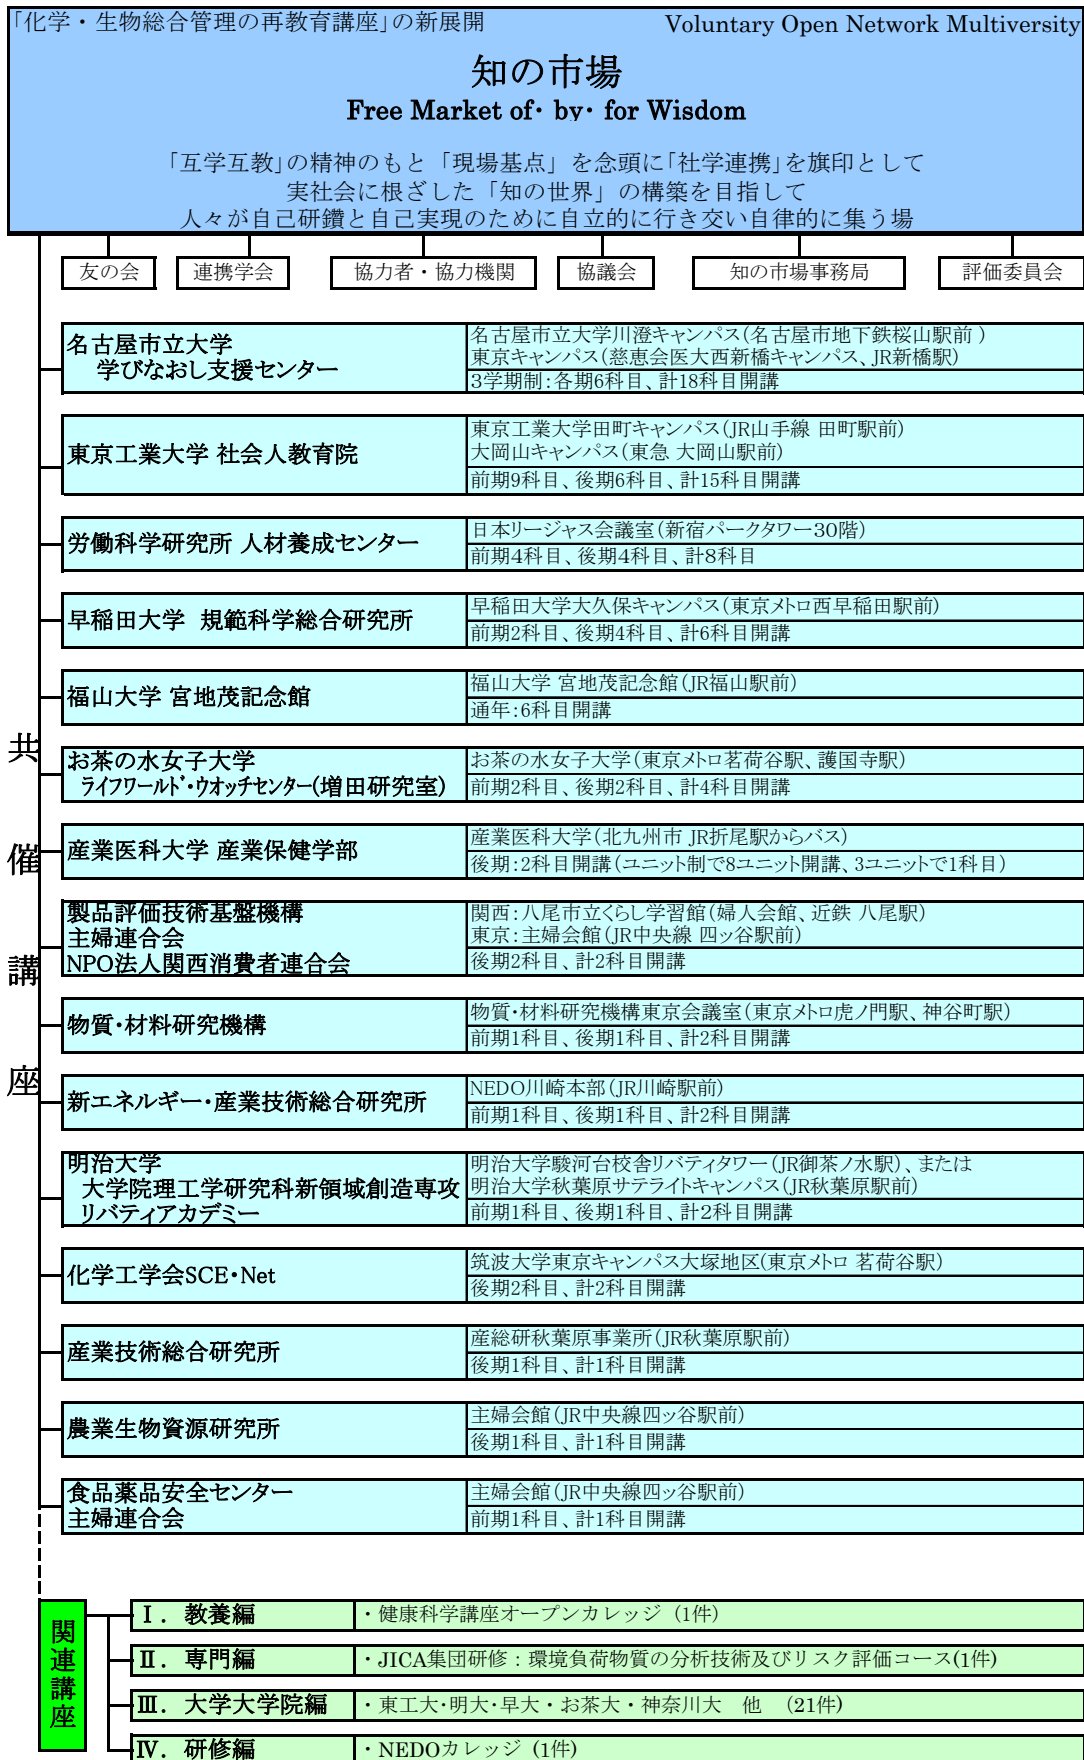 「化学・生物総合管理の再教育講座」の新展開
Voluntary Open Network Multiversity
知の市場
Free Market of・ by・ for Wisdom
「互学互教」の精神のもと「現場基点」を念頭に「社学連携」を旗印として
実社会に根ざした「知の世界」の構築を目指して
人々が自己研鑽と自己実現のために自立的に行き交い自律的に集う場
友の会
連携学会
協力者・協力機関
協議会
知の市場事務局
評価委員会
共催講座
名古屋市立大学
学びなおし支援センター
名古屋市立大学川澄キャンパス(名古屋市地下鉄桜山駅前 )
東京キャンパス(慈恵会医大西新橋キャンパス、JR新橋駅)
3学期制:各期6科目、計18科目開講
東京工業大学 社会人教育院
東京工業大学田町キャンパス(JR山手線 田町駅前)
大岡山キャンパス(東急 大岡山駅前)
前期9科目、後期6科目、計15科目開講
労働科学研究所 人材養成センター
日本リージャス会議室(新宿パークタワー30階)
前期4科目、後期4科目、計8科目
早稲田大学 規範科学総合研究所
早稲田大学大久保キャンパス(東京メトロ西早稲田駅前)
前期2科目、後期4科目、計6科目開講
福山大学 宮地茂記念館
福山大学 宮地茂記念館(JR福山駅前)
通年:6科目開講
お茶の水女子大学
ライフワールド・ウオッチセンター(増田研究室)
お茶の水女子大学(東京メトロ茗荷谷駅、護国寺駅)
前期2科目、後期2科目、計4科目開講
産業医科大学 産業保健学部
産業医科大学(北九州市 JR折尾駅からバス)
後期:2科目開講(ユニット制で8ユニット開講、3ユニットで1科目)
製品評価技術基盤機構
主婦連合会
NPO法人関西消費者連合会
関西:八尾市立くらし学習館(婦人会館、近鉄 八尾駅)
東京:主婦会館(JR中央線 四ッ谷駅前)
後期2科目、計2科目開講
物質・材料研究機構
物質・材料研究機構東京会議室(東京メトロ虎ノ門駅、神谷町駅)
前期1科目、後期1科目、計2科目開講
新エネルギー・産業技術総合研究所
NEDO川崎本部(JR川崎駅前)
前期1科目、後期1科目、計2科目開講
明治大学
大学院理工学研究科新領域創造専攻
リバティアカデミー
明治大学駿河台校舎リバティタワー(JR御茶ノ水駅)、または
明治大学秋葉原サテライトキャンパス(JR秋葉原駅前)
前期1科目、後期1科目、計2科目開講
化学工学会SCE・Net
筑波大学東京キャンパス大塚地区(東京メトロ 茗荷谷駅)
後期2科目、計2科目開講
産業技術総合研究所
産総研秋葉原事業所(JR秋葉原駅前)
後期1科目、計1科目開講
農業生物資源研究所
主婦会館(JR中央線四ッ谷駅前)
後期1科目、計1科目開講
食品薬品安全センター
主婦連合会
主婦会館(JR中央線四ッ谷駅前)
前期1科目、計1科目開講
関連講座
Ⅰ. 教養編
・健康科学講座オープンカレッジ (1件)
Ⅱ. 専門編
・JICA集団研修:環境負荷物質の分析技術及びリスク評価コース(1件)
Ⅲ. 大学大学院編
・東工大・明大・早大・お茶大・神奈川大 他 (21件)
Ⅳ. 研修編
・NEDOカレッジ (1件)